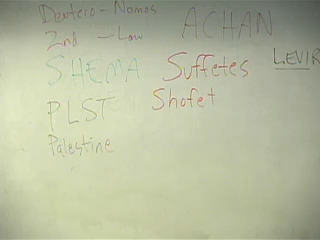 Deutero - Nomos
2nd - Law
SHEMA
PLST
Palestine
ACHAN
Suffetes
Shofet
LEVIR